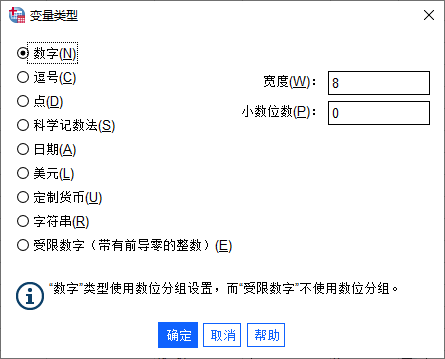 变量类型
数字(N)
逗号(C)
点(D)
科学记数法(S)
日期(A)
美元(L)
定制货币(U)
字符串(R)
受限数字（带有前导零的整数）(E)
宽度(W)： 8
小数位数(P)： 0
“数字”类型使用数位分组设置，而“受限数字”不使用数位分组。
确定 取消 帮助